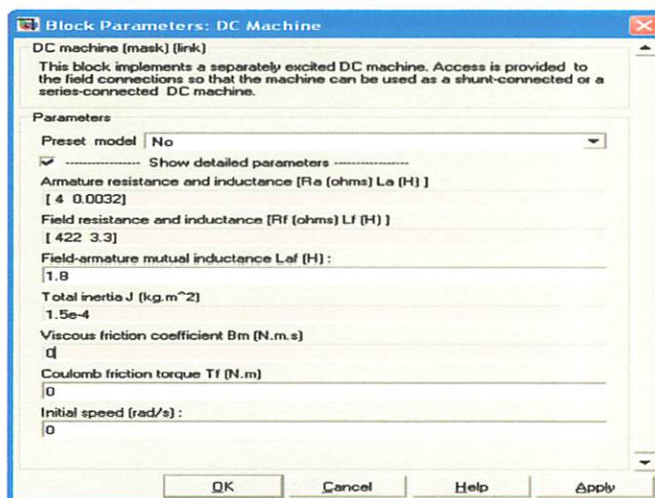 Block Parameters: DC Machine
DC machine (mask) (link)
This block implements a separately excited DC machine. Access is provided to
the field connections so that the machine can be used as a shunt-connected or a
series-connected DC machine.
Parameters
Preset model No
---------------- Show detailed parameters ----------------
Armature resistance and inductance [Ra (ohms) La (H) ]
[ 4 0.0032]
Field resistance and inductance [Rf (ohms) Lf (H) ]
[ 422 3.3]
Field-armature mutual inductance Laf (H) :
1.8
Total inertia J (kg.m^2)
1.5e-4
Viscous friction coefficient Bm (N.m.s)
0
Coulomb friction torque Tf (N.m)
0
Initial speed (rad/s) :
0
OK Cancel Help Apply